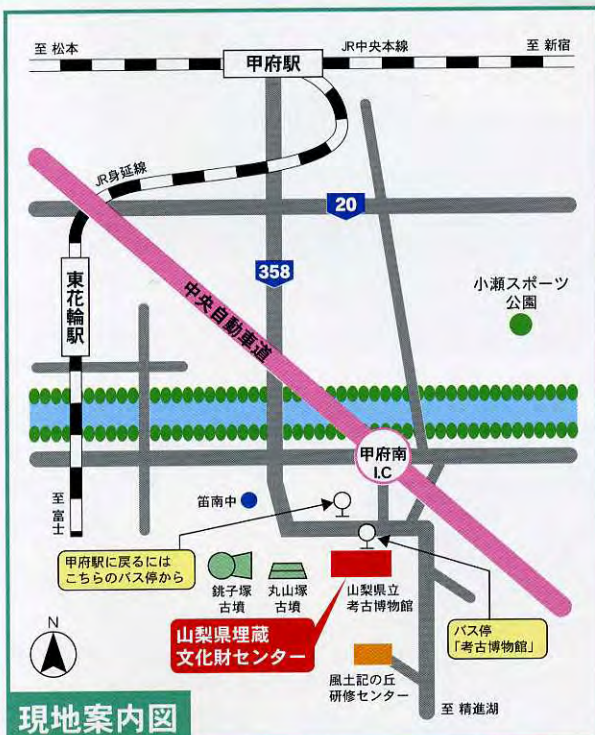 至 松本
JR中央本線
至 新宿
甲府駅
JR身延線
20
358
東花輪駅
中央自動車道
小瀬スポーツ
公園
甲府南
I.C
笛南中
至 富士
甲府駅に戻るには
こちらのバス停から
銚子塚
古墳
丸山塚
古墳
山梨県立
考古博物館
山梨県埋蔵
文化財センター
バス停
「考古博物館」
N
風土記の丘
研修センター
至 精進湖
現地案内図